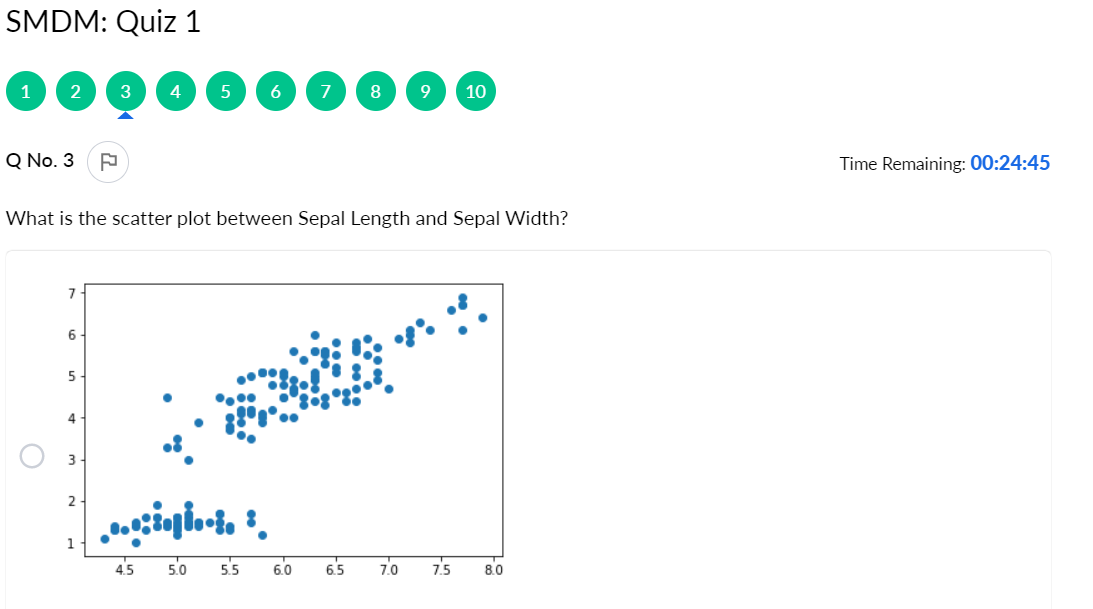 SMDM: Quiz 1
1 2 3 4 5 6 7 8 9 10
Q No. 3
Time Remaining: 00:24:45
What is the scatter plot between Sepal Length and Sepal Width?
7
6
5
4
3
2
1
4.5 5.0 5.5 6.0 6.5 7.0 7.5 8.0